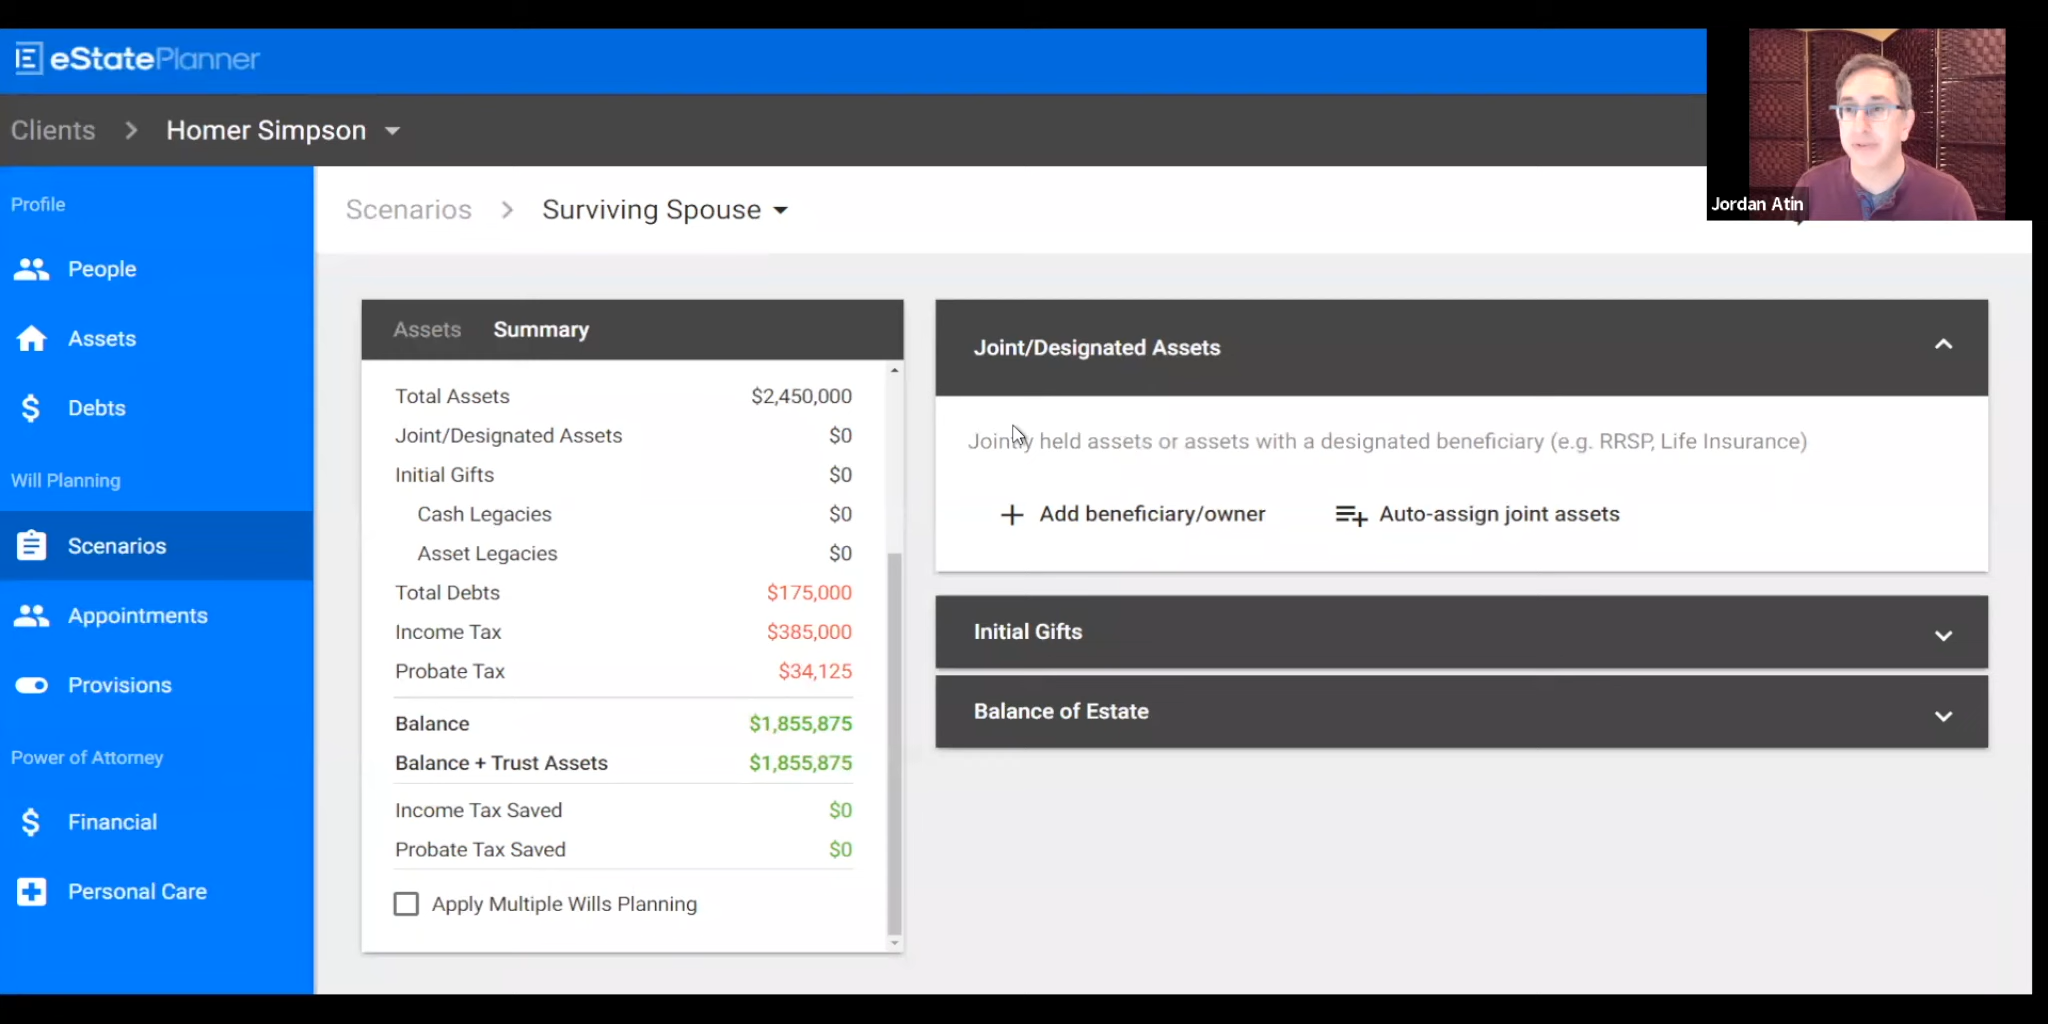 eStatePlanner
Clients > Homer Simpson
Jordan Atin
Profile
People
Assets
Debts
Will Planning
Scenarios
Appointments
Provisions
Power of Attorney
Financial
Personal Care
Scenarios > Surviving Spouse
Assets Summary
Total Assets $2,450,000
Joint/Designated Assets $0
Initial Gifts $0
Cash Legacies $0
Asset Legacies $0
Total Debts $175,000
Income Tax $385,000
Probate Tax $34,125
Balance $1,855,875
Balance + Trust Assets $1,855,875
Income Tax Saved $0
Probate Tax Saved $0
Apply Multiple Wills Planning
Joint/Designated Assets
Jointly held assets or assets with a designated beneficiary (e.g. RRSP, Life Insurance)
Add beneficiary/owner Auto-assign joint assets
Initial Gifts
Balance of Estate